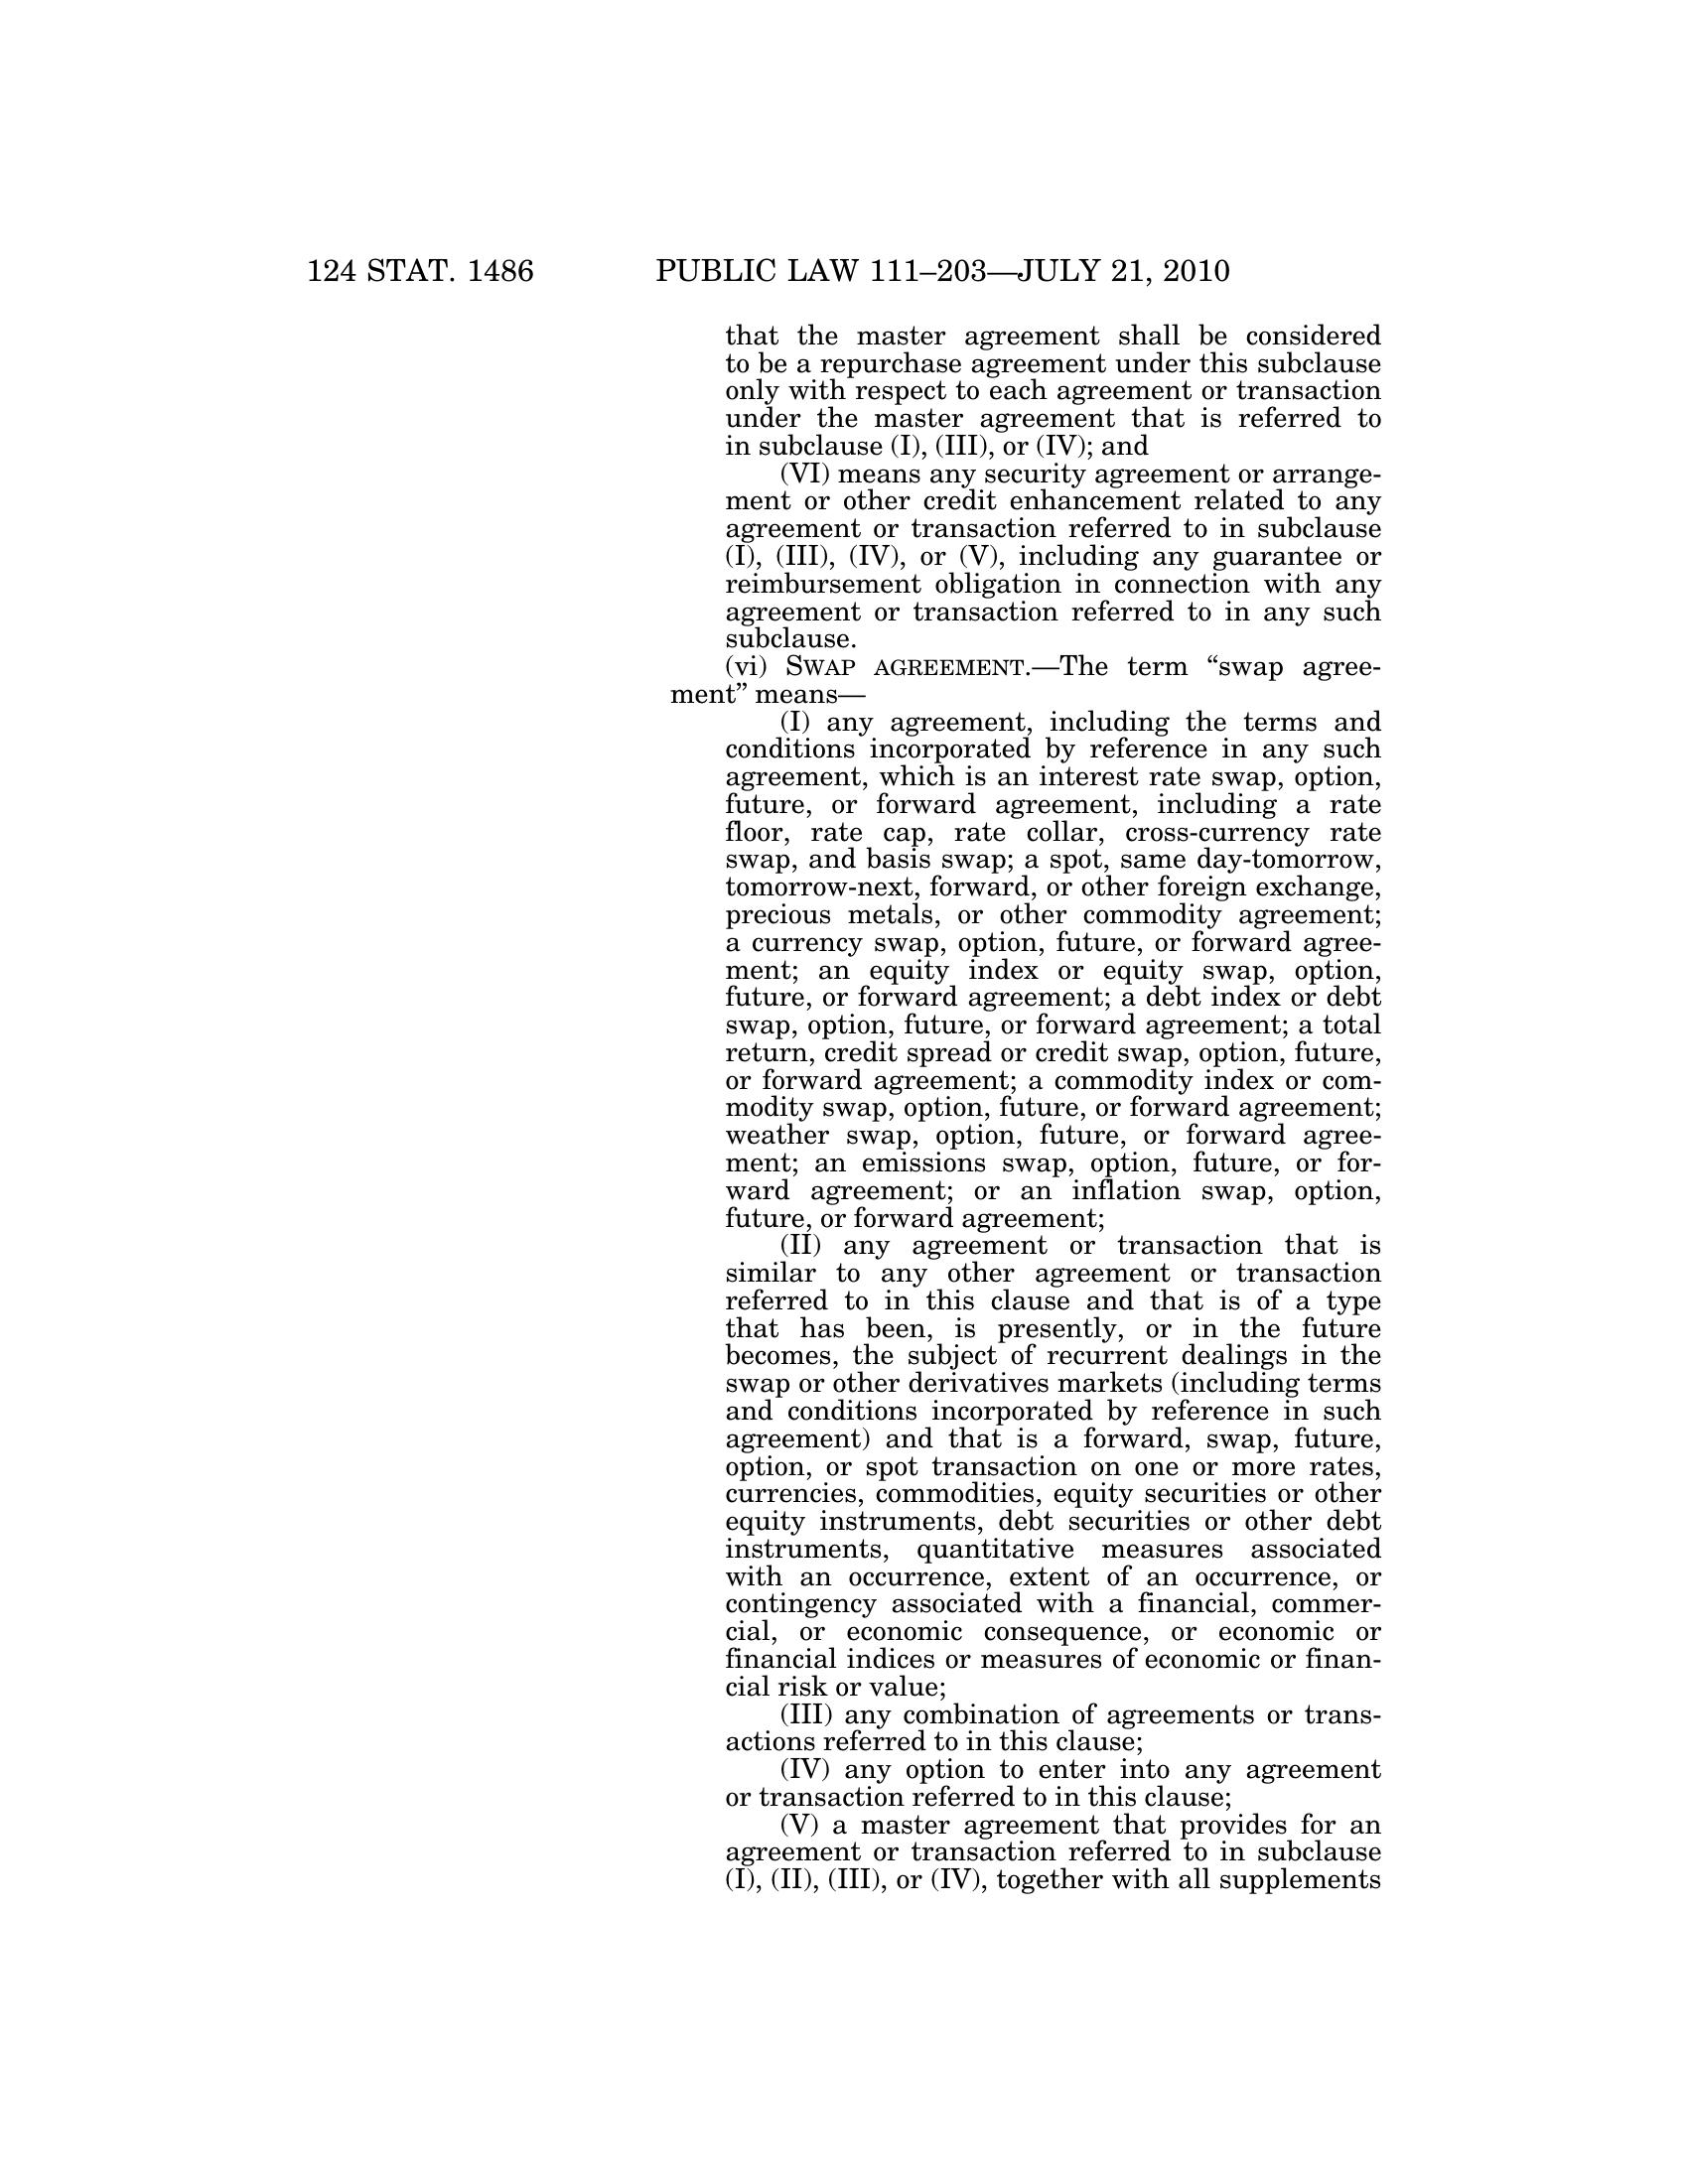 124 STAT. 1486 PUBLIC LAW 111–203—JULY 21, 2010
that the master agreement shall be considered
to be a repurchase agreement under this subclause
only with respect to each agreement or transaction
under the master agreement that is referred to
in subclause (I), (III), or (IV); and
(VI) means any security agreement or arrange-
ment or other credit enhancement related to any
agreement or transaction referred to in subclause
(I), (III), (IV), or (V), including any guarantee or
reimbursement obligation in connection with any
agreement or transaction referred to in any such
subclause.
(vi) SWAP AGREEMENT.—The term “swap agree-
ment” means—
(I) any agreement, including the terms and
conditions incorporated by reference in any such
agreement, which is an interest rate swap, option,
future, or forward agreement, including a rate
floor, rate cap, rate collar, cross-currency rate
swap, and basis swap; a spot, same day-tomorrow,
tomorrow-next, forward, or other foreign exchange,
precious metals, or other commodity agreement;
a currency swap, option, future, or forward agree-
ment; an equity index or equity swap, option,
future, or forward agreement; a debt index or debt
swap, option, future, or forward agreement; a total
return, credit spread or credit swap, option, future,
or forward agreement; a commodity index or com-
modity swap, option, future, or forward agreement;
weather swap, option, future, or forward agree-
ment; an emissions swap, option, future, or for-
ward agreement; or an inflation swap, option,
future, or forward agreement;
(II) any agreement or transaction that is
similar to any other agreement or transaction
referred to in this clause and that is of a type
that has been, is presently, or in the future
becomes, the subject of recurrent dealings in the
swap or other derivatives markets (including terms
and conditions incorporated by reference in such
agreement) and that is a forward, swap, future,
option, or spot transaction on one or more rates,
currencies, commodities, equity securities or other
equity instruments, debt securities or other debt
instruments, quantitative measures associated
with an occurrence, extent of an occurrence, or
contingency associated with a financial, commer-
cial, or economic consequence, or economic or
financial indices or measures of economic or finan-
cial risk or value;
(III) any combination of agreements or trans-
actions referred to in this clause;
(IV) any option to enter into any agreement
or transaction referred to in this clause;
(V) a master agreement that provides for an
agreement or transaction referred to in subclause
(I), (II), (III), or (IV), together with all supplements